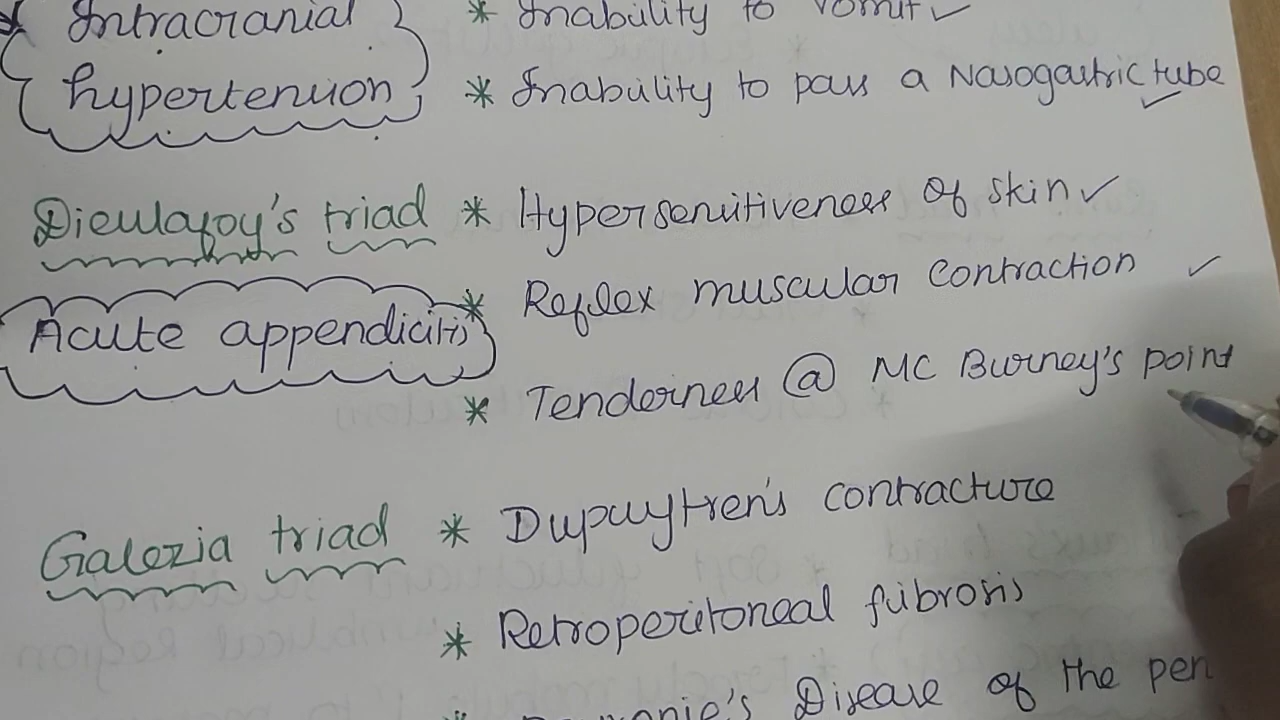 Intracranial * Inability to vomit ✓
hypertension * Inability to pass a Nasogastric tube ✓
Dieulafoy's triad * Hypersensitiveness of skin ✓
* Reflex muscular contraction ✓
Acute appendicitis
* Tenderness @ MC Burney's point
Galezia triad * Dupuytren's contracture
* Retroperitoneal fibrosis
Disease of the pen